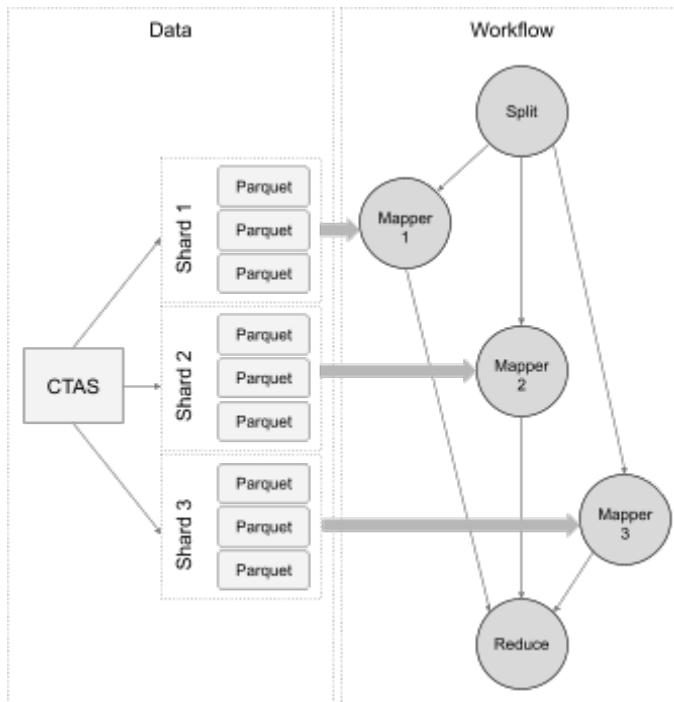 Data
Workflow
CTAS
Shard 1
Parquet
Parquet
Parquet
Shard 2
Parquet
Parquet
Parquet
Shard 3
Parquet
Parquet
Parquet
Split
Mapper
1
Mapper
2
Mapper
3
Reduce